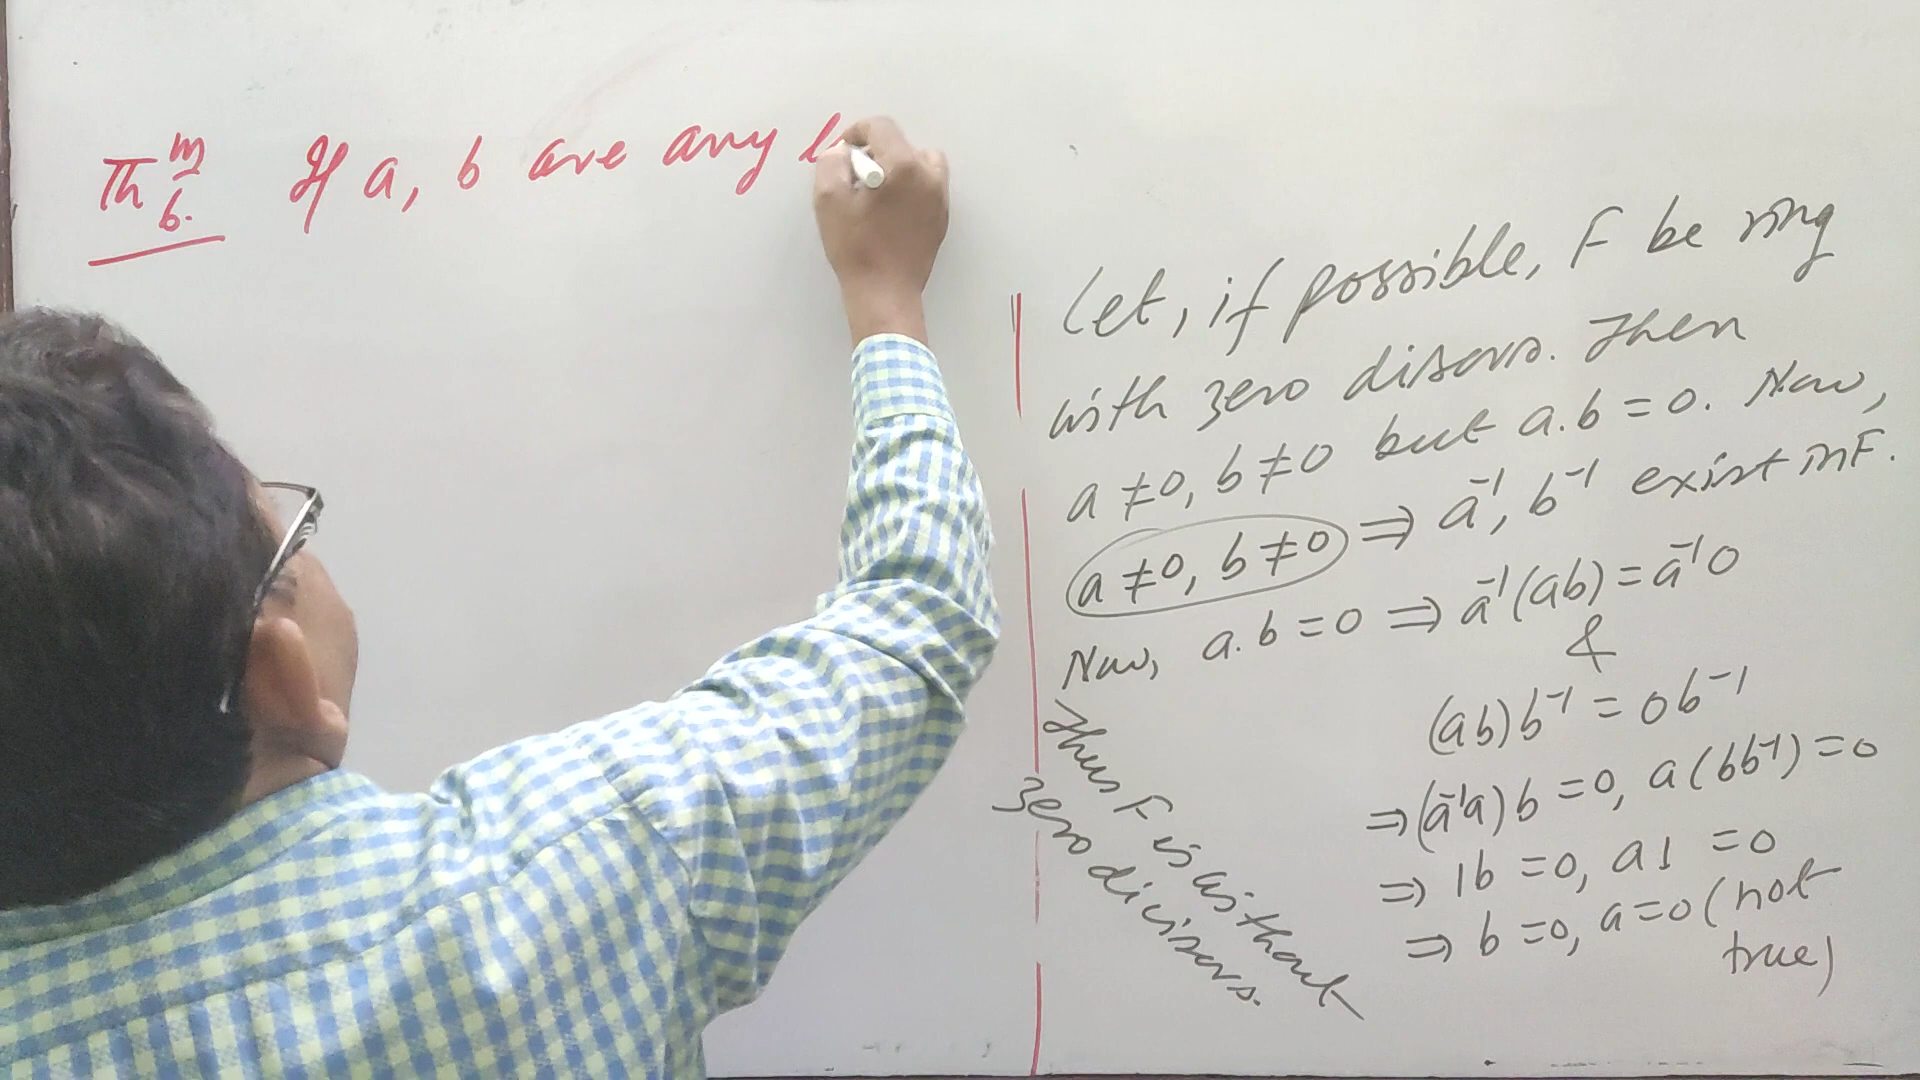 Th m 6. If a, b are any
Let, if possible, F be ring
with zero divisors. Then
a ≠ 0, b ≠ 0 but a.b = 0. Now,
a ≠ 0, b ≠ 0 ⇒ a⁻¹, b⁻¹ exist in F.
Now, a.b = 0 ⇒ a⁻¹(ab) = a⁻¹0
&
(ab)b⁻¹ = 0b⁻¹
⇒ (a⁻¹a)b = 0, a(bb⁻¹) = 0
⇒ 1b = 0, a1 = 0
⇒ b = 0, a = 0 (not
true)
Thus F is without
zero divisors.